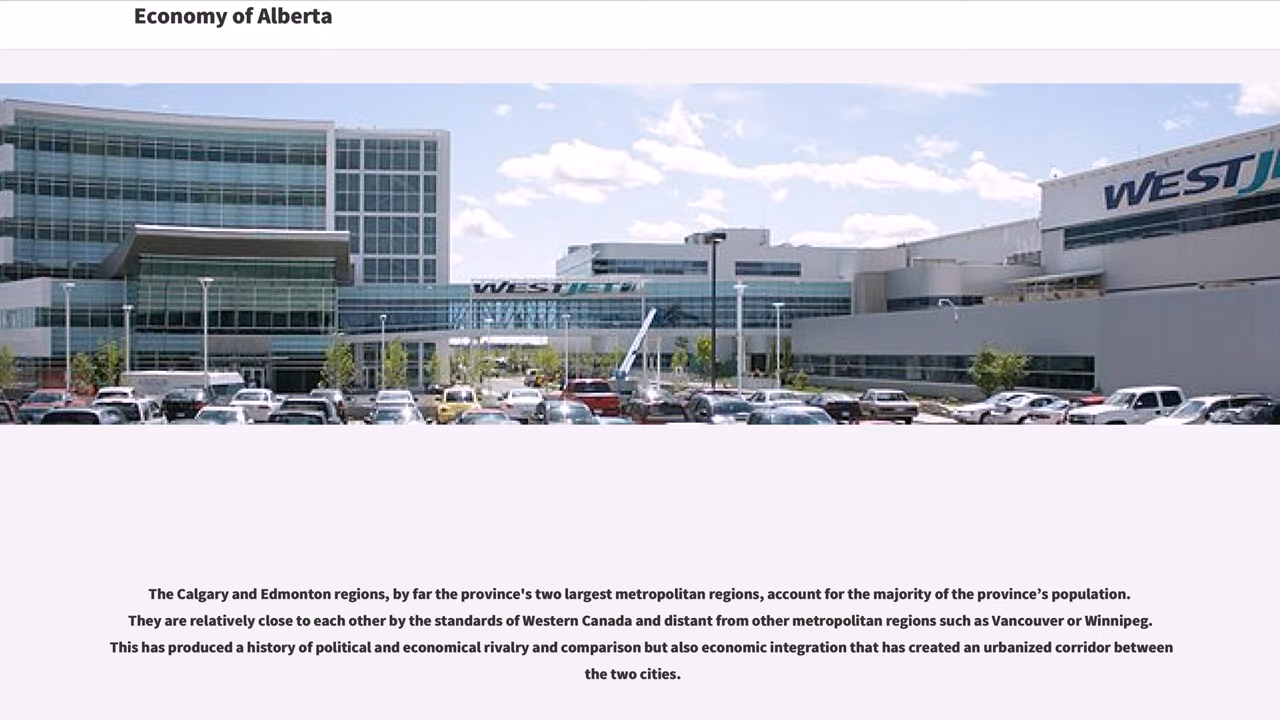 Economy of Alberta
WESTJE
WESTJET
The Calgary and Edmonton regions, by far the province's two largest metropolitan regions, account for the majority of the province’s population.
They are relatively close to each other by the standards of Western Canada and distant from other metropolitan regions such as Vancouver or Winnipeg.
This has produced a history of political and economical rivalry and comparison but also economic integration that has created an urbanized corridor between
the two cities.